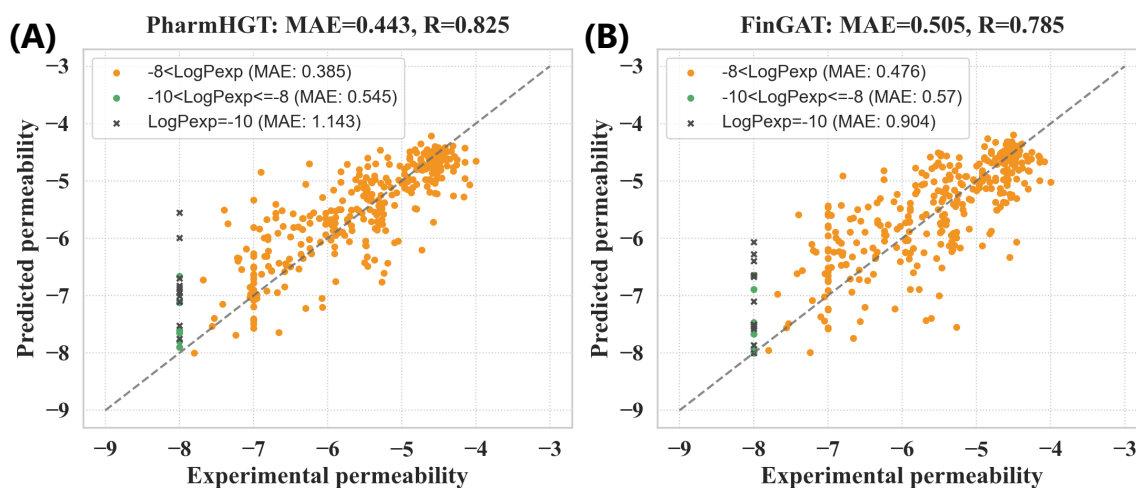 (A)
PharmHGT: MAE=0.443, R=0.825
−8<LogPexp (MAE: 0.385)
−10<LogPexp<=−8 (MAE: 0.545)
LogPexp=−10 (MAE: 1.143)
Predicted permeability
−3
−4
−5
−6
−7
−8
−9
−9 −8 −7 −6 −5 −4 −3
Experimental permeability
(B)
FinGAT: MAE=0.505, R=0.785
−8<LogPexp (MAE: 0.476)
−10<LogPexp<=−8 (MAE: 0.57)
LogPexp=−10 (MAE: 0.904)
Predicted permeability
−3
−4
−5
−6
−7
−8
−9
−9 −8 −7 −6 −5 −4 −3
Experimental permeability